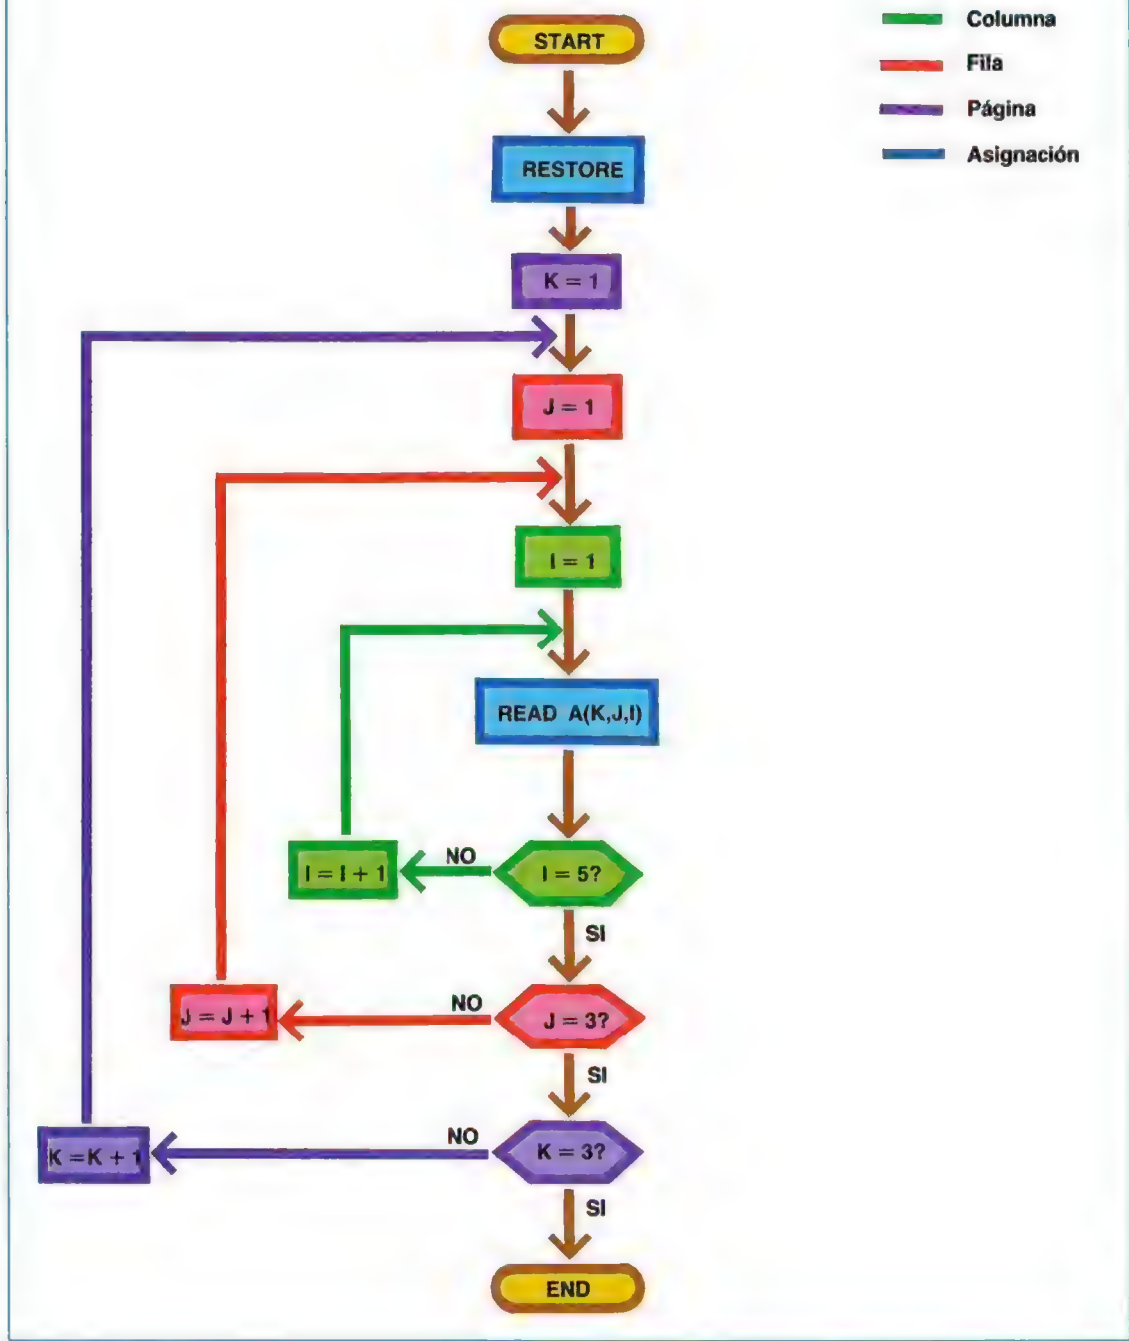 START
Columna
Fila
Página
Asignación
RESTORE
K = 1
J = 1
I = 1
READ A(K,J,I)
I = I + 1
NO
I = 5?
SI
J = J + 1
NO
J = 3?
SI
K =K + 1
NO
K = 3?
SI
END